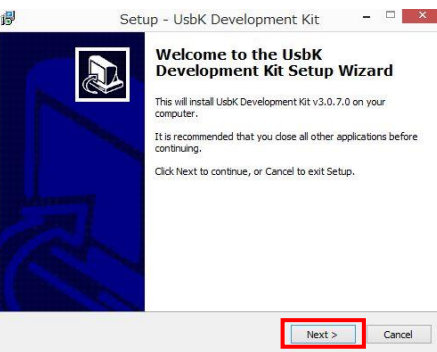 Setup - UsbK Development Kit
Welcome to the UsbK
Development Kit Setup Wizard
This will install UsbK Development Kit v3.0.7.0 on your
computer.
It is recommended that you close all other applications before
continuing.
Click Next to continue, or Cancel to exit Setup.
Next >
Cancel